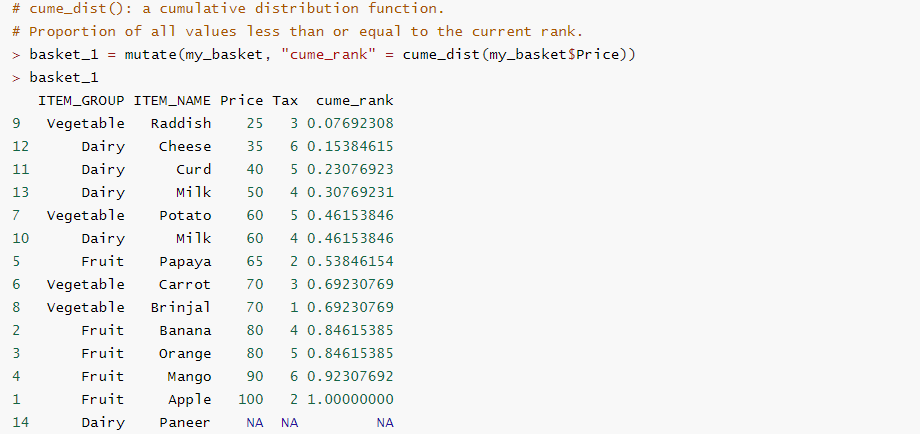 # cume_dist(): a cumulative distribution function.
# Proportion of all values less than or equal to the current rank.
> basket_1 = mutate(my_basket, "cume_rank" = cume_dist(my_basket$Price))
> basket_1
ITEM_GROUP ITEM_NAME Price Tax cume_rank
9 Vegetable Raddish 25 3 0.07692308
12 Dairy Cheese 35 6 0.15384615
11 Dairy Curd 40 5 0.23076923
13 Dairy Milk 50 4 0.30769231
7 Vegetable Potato 60 5 0.46153846
10 Dairy Milk 60 4 0.46153846
5 Fruit Papaya 65 2 0.53846154
6 Vegetable Carrot 70 3 0.69230769
8 Vegetable Brinjal 70 1 0.69230769
2 Fruit Banana 80 4 0.84615385
3 Fruit Orange 80 5 0.84615385
4 Fruit Mango 90 6 0.92307692
1 Fruit Apple 100 2 1.00000000
14 Dairy Paneer NA NA NA